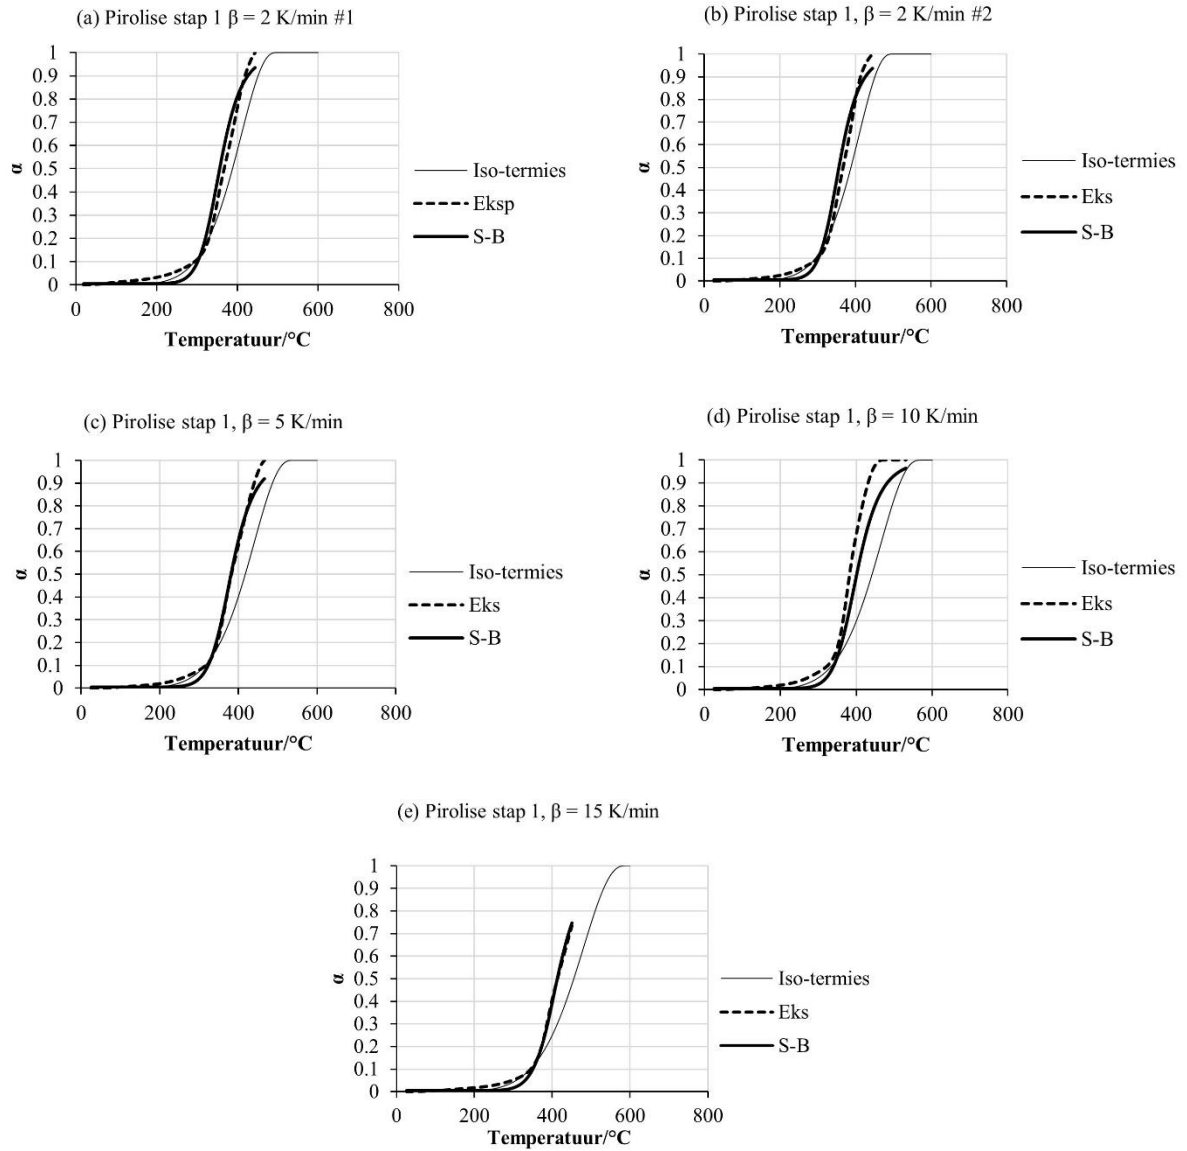 (a) Pirolise stap 1 β = 2 K/min #1
1
0.9
0.8
0.7
0.6
0.5
0.4
0.3
0.2
0.1
0
α
0 200 400 600 800
Temperatuur/°C
Iso-termies
Eksp
S-B
(b) Pirolise stap 1, β = 2 K/min #2
1
0.9
0.8
0.7
0.6
0.5
0.4
0.3
0.2
0.1
0
α
0 200 400 600 800
Temperatuur/°C
Iso-termies
Eks
S-B
(c) Pirolise stap 1, β = 5 K/min
1
0.9
0.8
0.7
0.6
0.5
0.4
0.3
0.2
0.1
0
α
0 200 400 600 800
Temperatuur/°C
Iso-termies
Eks
S-B
(d) Pirolise stap 1, β = 10 K/min
1
0.9
0.8
0.7
0.6
0.5
0.4
0.3
0.2
0.1
0
α
0 200 400 600 800
Temperatuur/°C
Iso-termies
Eks
S-B
(e) Pirolise stap 1, β = 15 K/min
1
0.9
0.8
0.7
0.6
0.5
0.4
0.3
0.2
0.1
0
α
0 200 400 600 800
Temperatuur/°C
Iso-termies
Eks
S-B